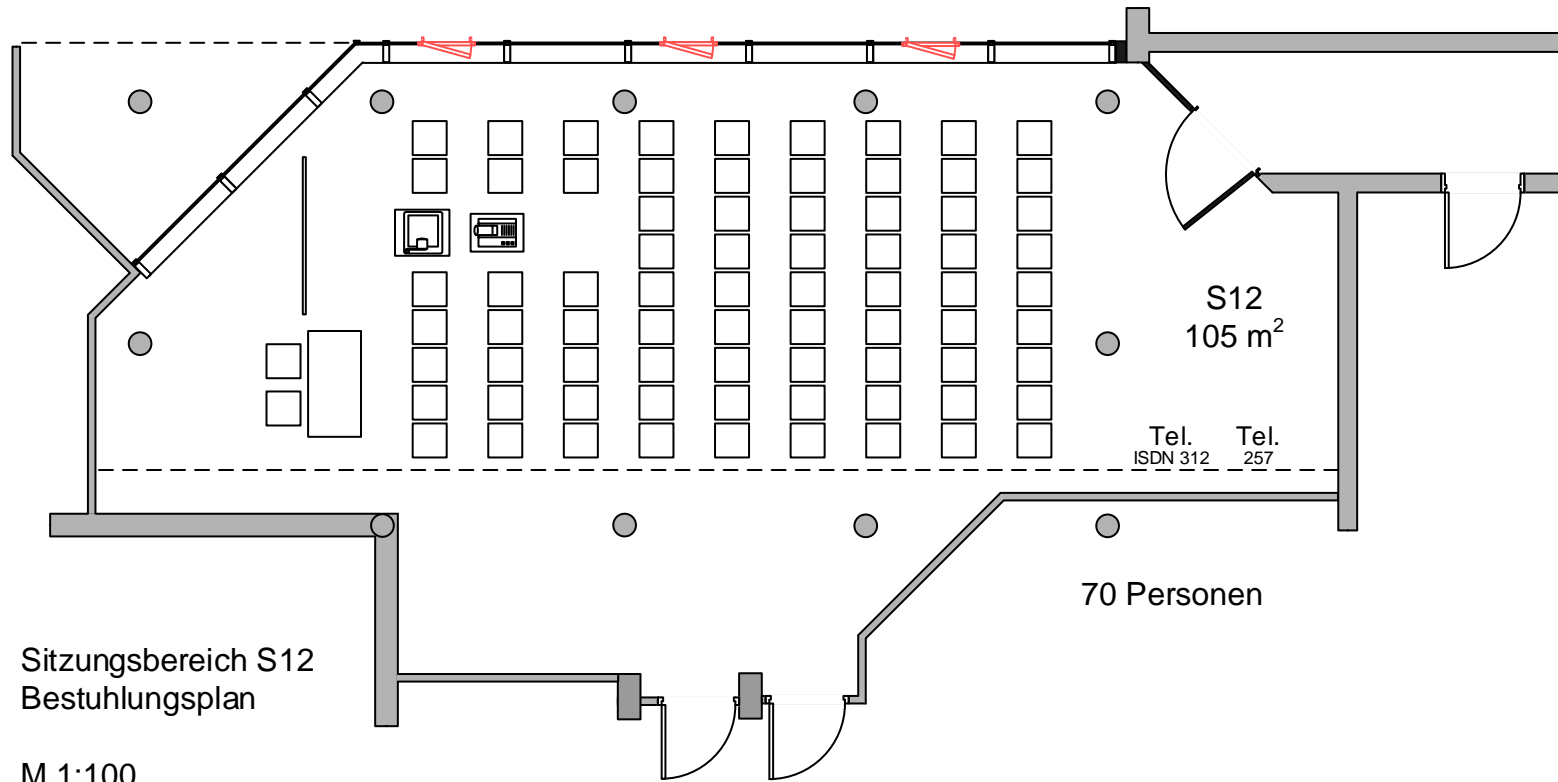 S12
105 m²
Tel. Tel.
ISDN 312 257
70 Personen
Sitzungsbereich S12
Bestuhlungsplan
M 1:100